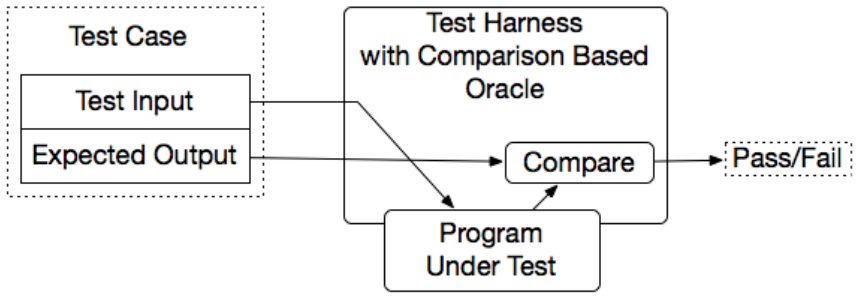 Test Case
Test Input
Expected Output
Test Harness
with Comparison Based
Oracle
Compare
Program
Under Test
Pass/Fail